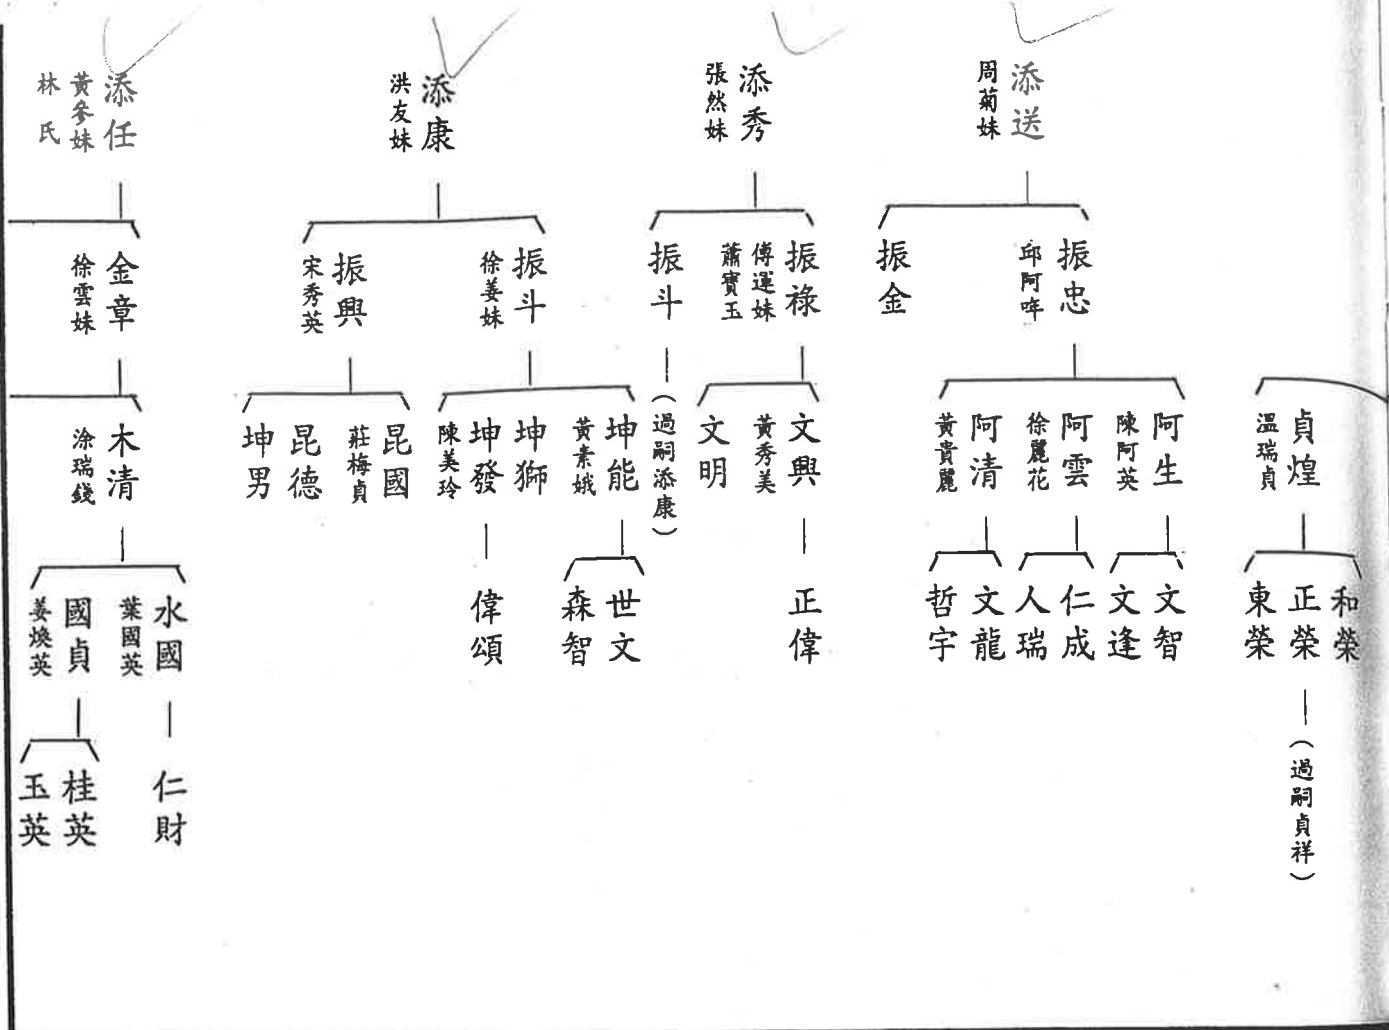 添送
周菊妹
添秀
張然妹
添康
洪友妹
添任
黃參妹
林氏
振忠
邱阿哖
振金
振祿
傅運妹
蕭寶玉
振斗
振斗
徐姜妹
振興
宋秀英
金章
徐雲妹
貞煌
溫瑞貞
阿生
陳阿英
阿雲
徐麗花
阿清
黃貴麗
文興
黃秀美
文明
（過嗣添康）
坤能
黃素娥
坤獅
坤發
陳美玲
昆國
莊梅貞
昆德
坤男
木清
涂瑞錢
和榮
正榮
東榮
文智
文逢
仁成
人瑞
文龍
哲宇
正偉
世文
森智
偉頌
水國
葉國英
國貞
姜煥英
（過嗣貞祥）
仁財
桂英
玉英